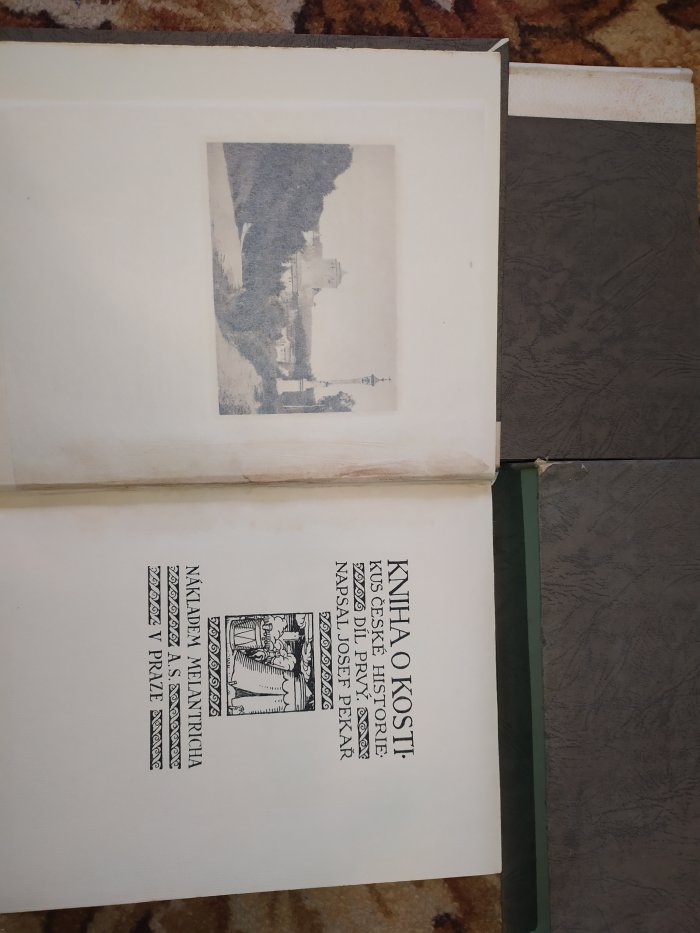 KNIHA O KOSTI·
KUS ČESKÉ HISTORIE·
DÍL PRVÝ.
NAPSAL JOSEF PEKAŘ
NÁKLADEM MELANTRICHA
A.S.
V PRAZE